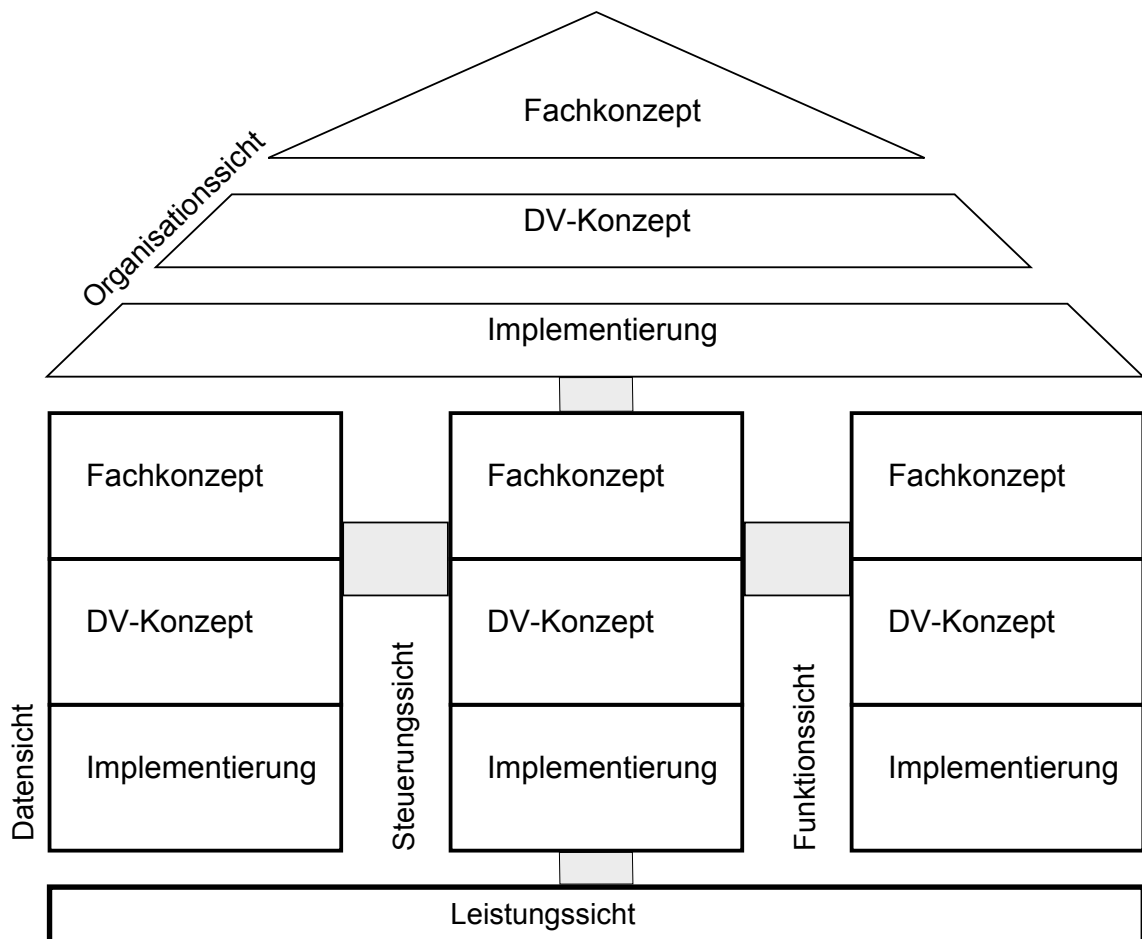 Organisationssicht
Fachkonzept
DV-Konzept
Implementierung
Datensicht
Fachkonzept
DV-Konzept
Implementierung
Steuerungssicht
Fachkonzept
DV-Konzept
Implementierung
Funktionssicht
Fachkonzept
DV-Konzept
Implementierung
Leistungssicht